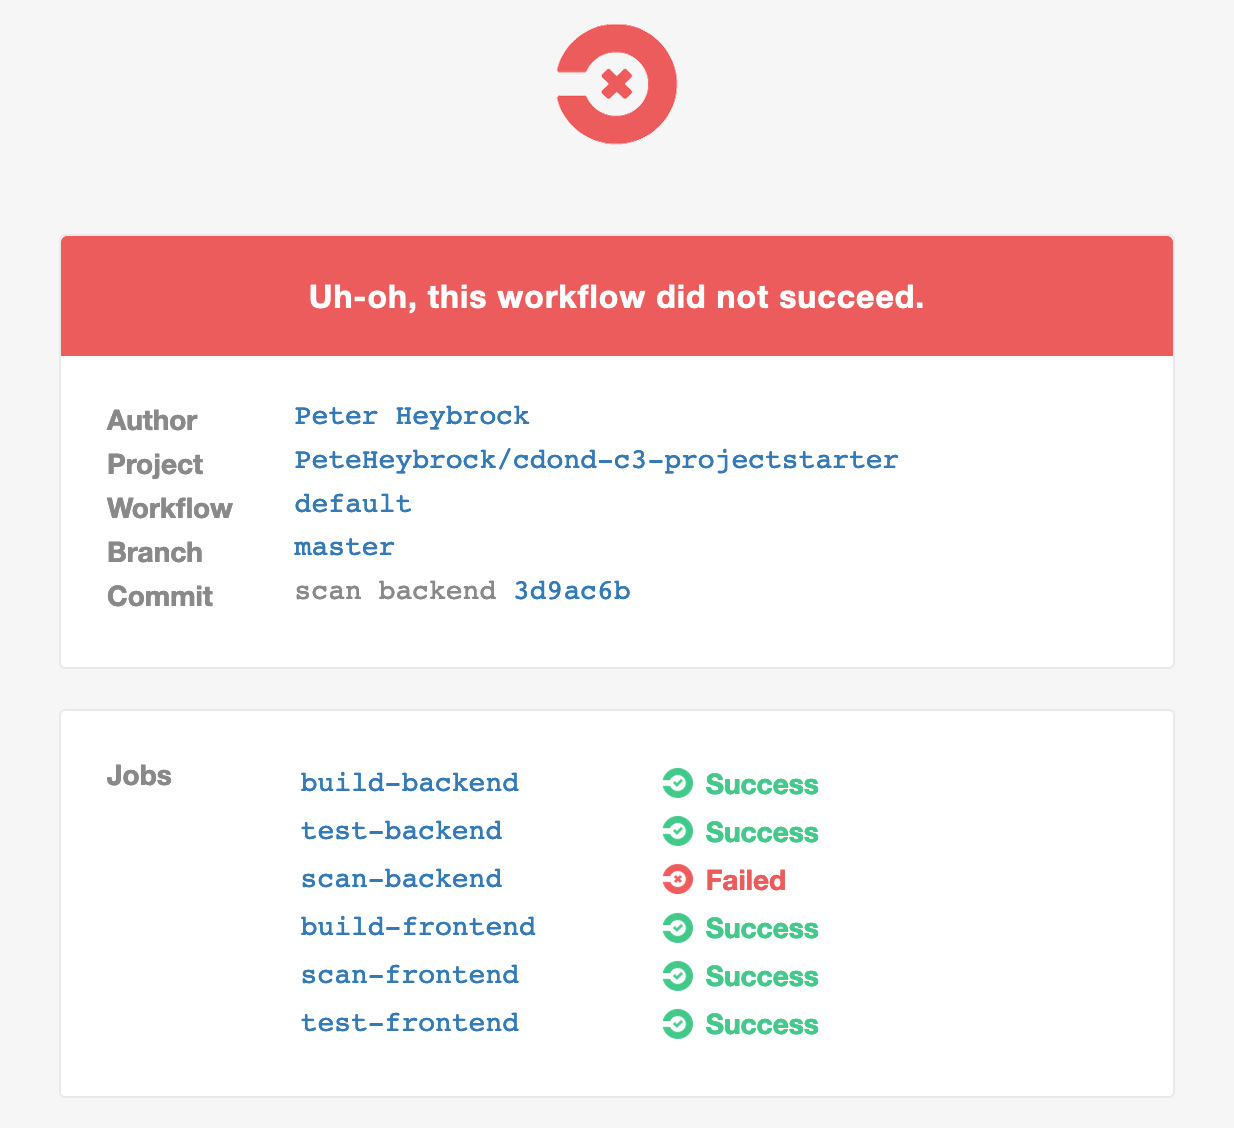 Uh-oh, this workflow did not succeed.
Author Peter Heybrock
Project PeteHeybrock/cdond-c3-projectstarter
Workflow default
Branch master
Commit scan backend 3d9ac6b
Jobs build-backend Success
test-backend Success
scan-backend Failed
build-frontend Success
scan-frontend Success
test-frontend Success